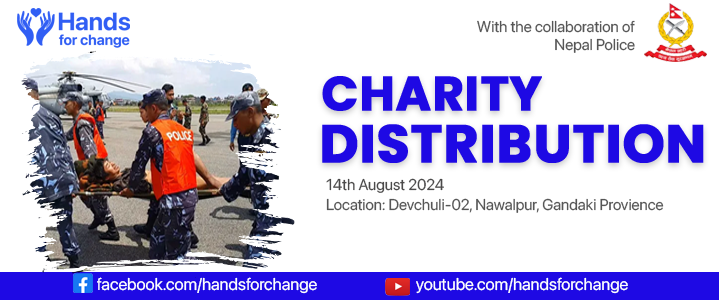 Hands
for change
With the collaboration of
Nepal Police
CHARITY
DISTRIBUTION
14th August 2024
Location: Devchuli-02, Nawalpur, Gandaki Provience
POLICE
facebook.com/handsforchange
youtube.com/handsforchange